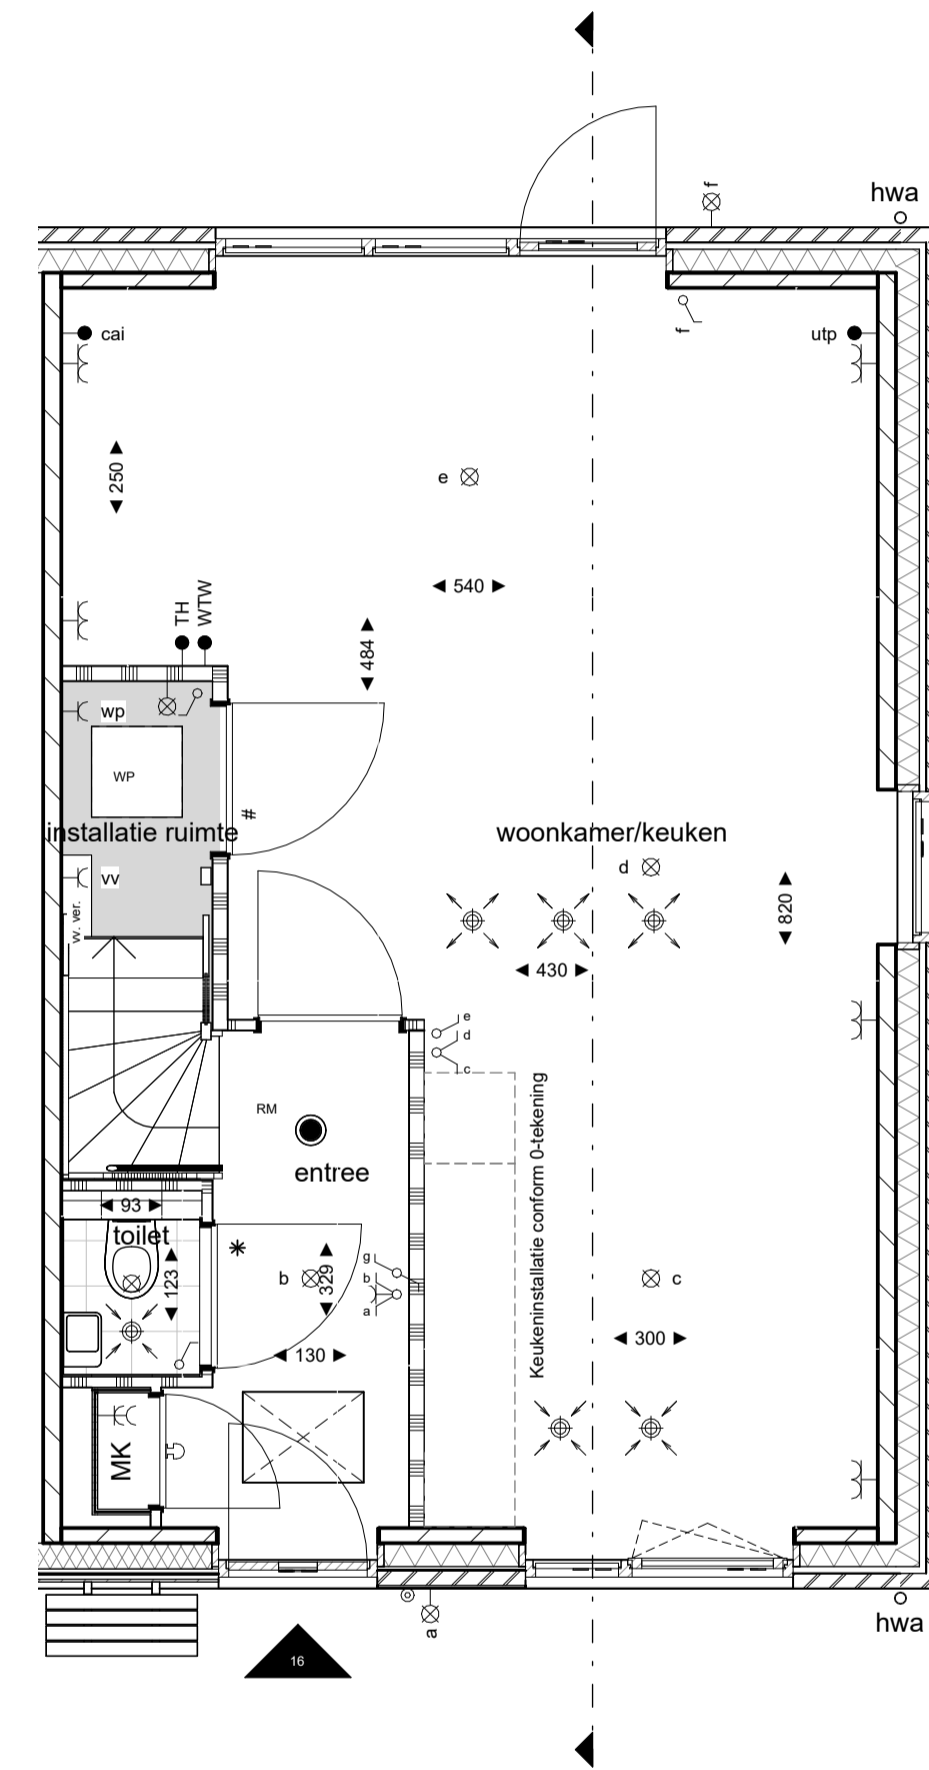 f
hwa
f
cai
utp
250
e
540
TH
WTW
484
wp
WP
#
installatie ruimte
woonkamer/keuken
d
vv
820
vv. ver.
430
e
d
c
RM
entree
Keukeninstallatie conform 0-tekening
93
toilet
*
123
b
329
g
b
a
c
300
130
MK
a
hwa
16